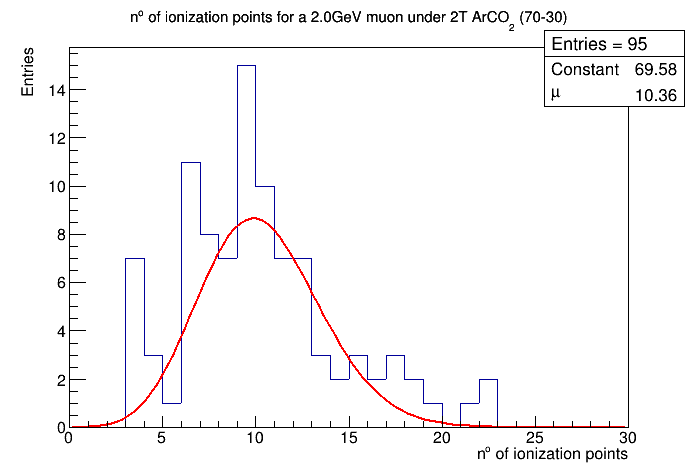 nº of ionization points for a 2.0GeV muon under 2T ArCO2 (70-30)
Entries = 95
Constant 69.58
μ 10.36
Entries
14
12
10
8
6
4
2
0
0 5 10 15 20 25 30
nº of ionization points